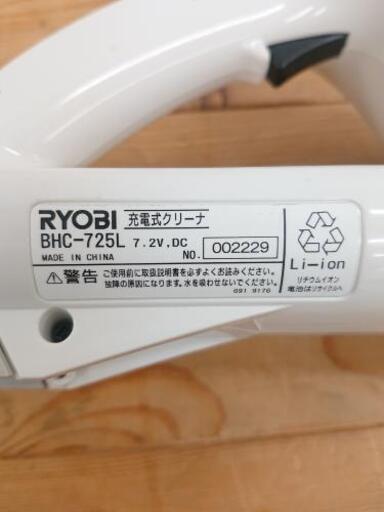 RYOBI 充電式クリーナ
BHC-725L 7.2V,DC
MADE IN CHINA NO. 002229
⚠警告 ご使用前に取扱説明書を必ずよくお読みください。
故障の原因になります。水を吸わせないでください。
691 9176
Li-ion
リチウムイオン
電池はリサイクルへ